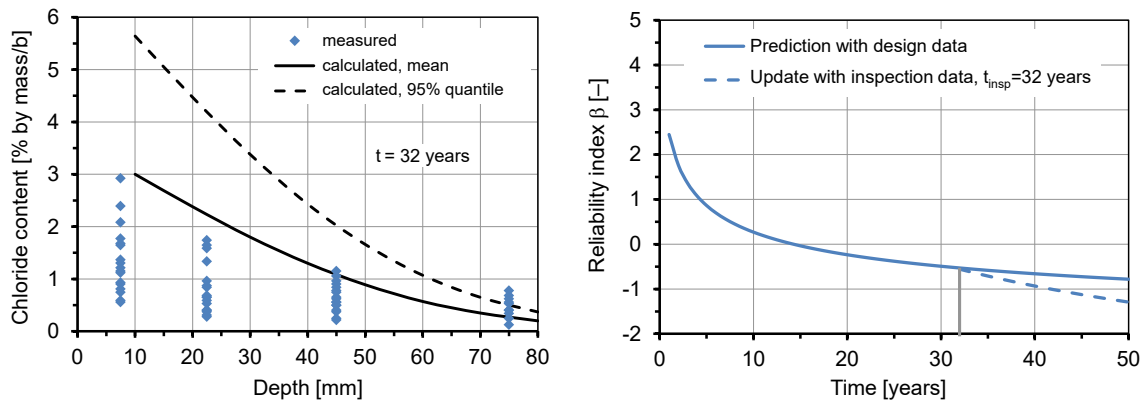 Chloride content [% by mass/b]
6
5
4
3
2
1
0
measured
calculated, mean
calculated, 95% quantile
t = 32 years
0 10 20 30 40 50 60 70 80
Depth [mm]
Reliability index β [–]
5
4
3
2
1
0
-1
-2
Prediction with design data
Update with inspection data, t_insp=32 years
0 10 20 30 40 50
Time [years]